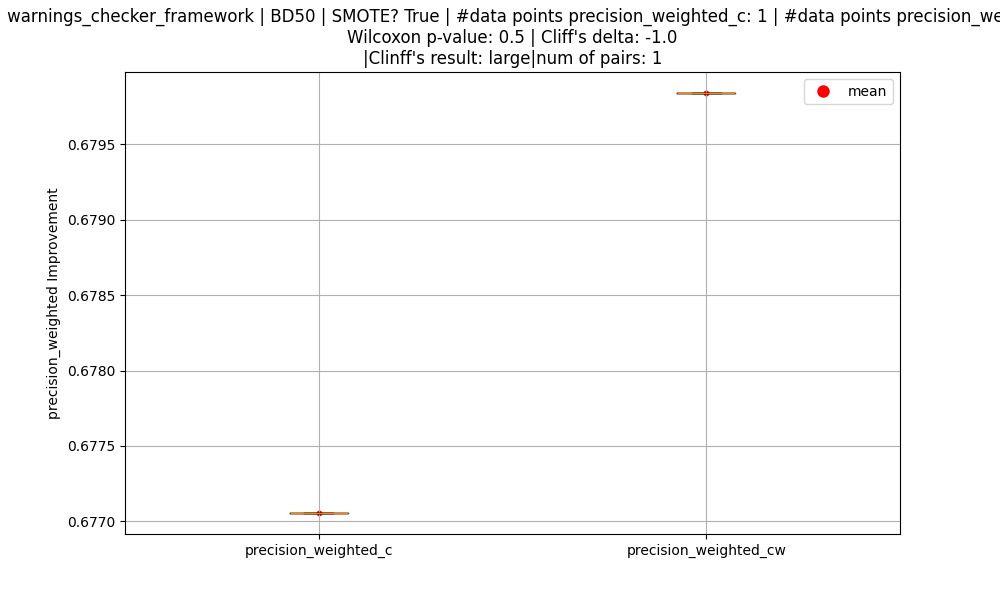 warnings_checker_framework | BD50 | SMOTE? True | #data points precision_weighted_c: 1 | #data points
Wilcoxon p-value: 0.5 | Cliff's delta: -1.0
|Clinff's result: large|num of pairs: 1
mean
precision_weighted Improvement
0.6795
0.6790
0.6785
0.6780
0.6775
0.6770
precision_weighted_c
precision_weighted_cw